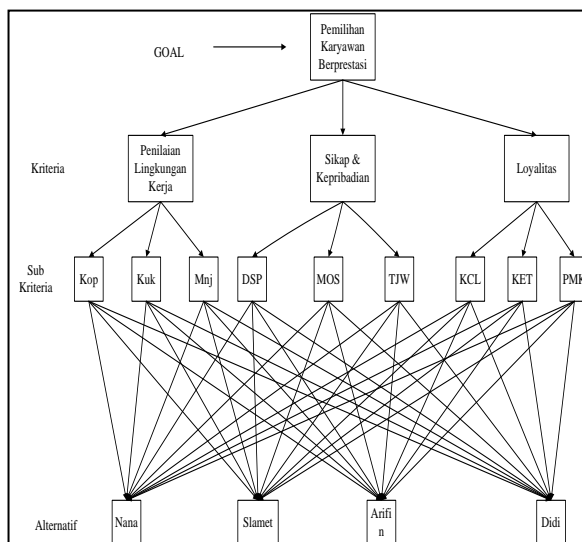 Pemilihan
Karyawan
Berprestasi
GOAL
Kriteria
Penilaian
Lingkungan
Kerja
Sikap &
Kepribadian
Loyalitas
Sub
Kriteria
Kop
Kuk
Mnj
DSP
MOS
TJW
KCL
KET
PMK
Alternatif
Nana
Slamet
Arifi
n
Didi